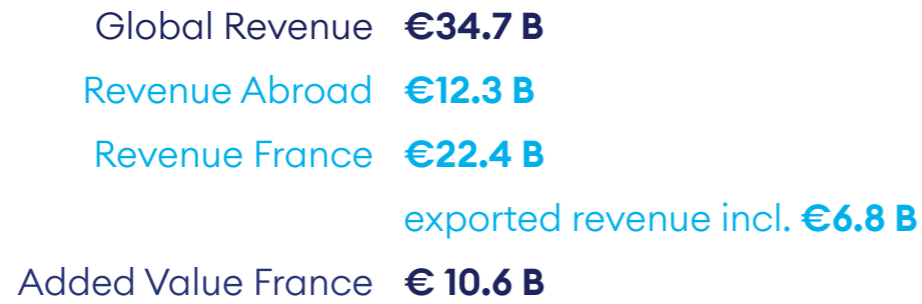 Global Revenue €34.7 B
Revenue Abroad €12.3 B
Revenue France €22.4 B
exported revenue incl. €6.8 B
Added Value France € 10.6 B